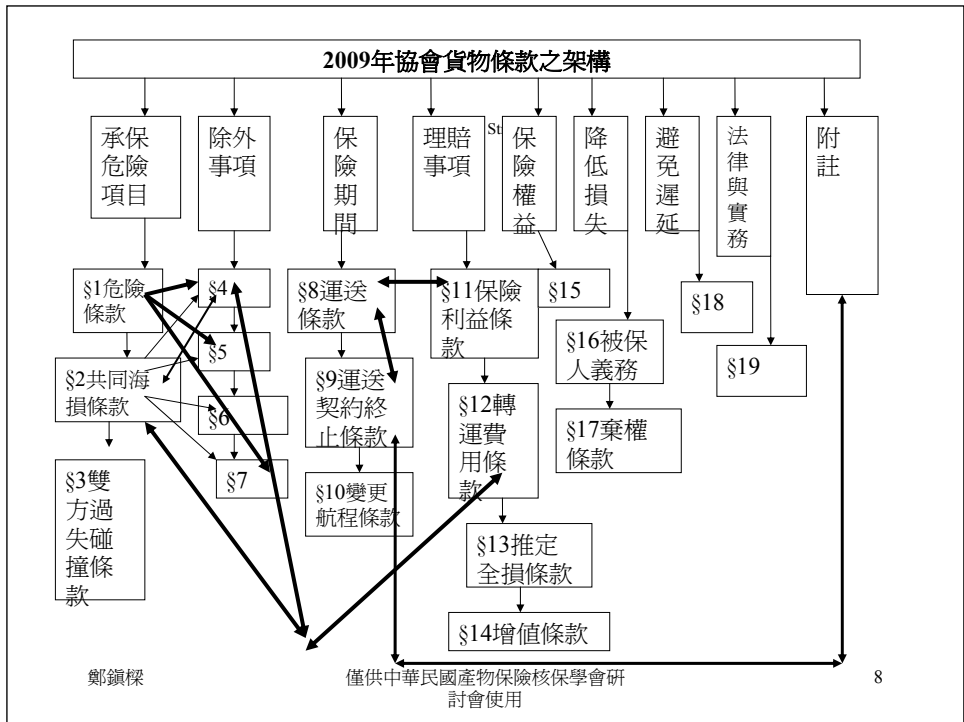 2009年協會貨物條款之架構
St
承保
危險
項目
除外
事項
保
險
期
間
理賠
事項
保
險
權
益
降
低
損
失
避
免
遲
延
法
律
與
實
務
附
註
§1危險
條款
§2共同海
損條款
§3雙
方過
失碰
撞條
款
§4
§5
§6
§7
§8運送
條款
§9運送
契約終
止條款
§10變更
航程條款
§11保險
利益條
款
§12轉
運費
用條
款
§13推定
全損條款
§14增值條款
§15
§16被保
人義務
§17棄權
條款
§18
§19
鄭鎮樑
僅供中華民國產物保險核保學會研
討會使用
8